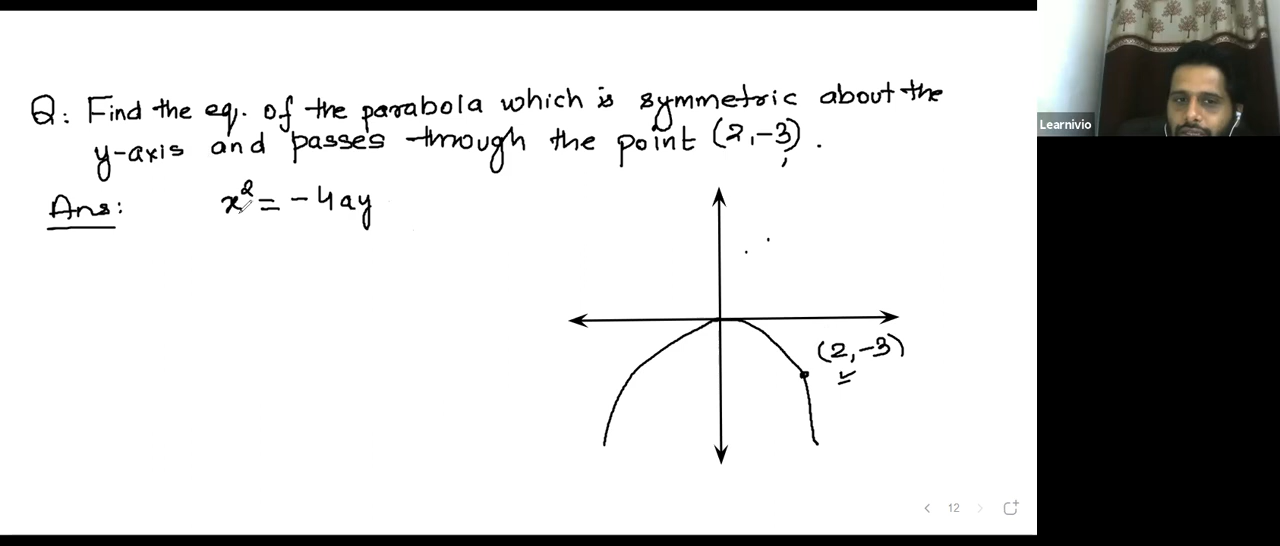 Q: Find the eq. of the parabola which is symmetric about the
y-axis and passes through the point (2,-3).
Ans: x² = -4ay
(2,-3)
Learnivio
12